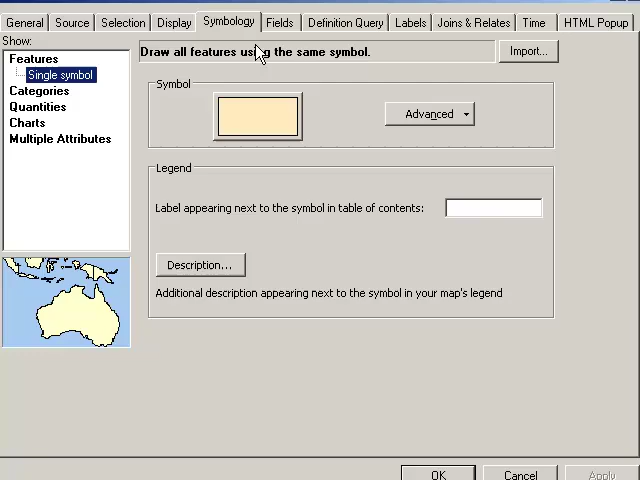 General Source Selection Display Symbology Fields Definition Query Labels Joins & Relates Time HTML Popup
Show:
Features
Single symbol
Categories
Quantities
Charts
Multiple Attributes
Draw all features using the same symbol.
Import...
Symbol
Advanced
Legend
Label appearing next to the symbol in table of contents:
Description...
Additional description appearing next to the symbol in your map's legend
OK Cancel Apply